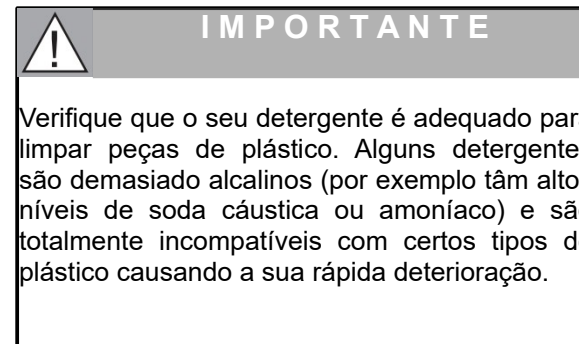 IMPORTANTE
Verifique que o seu detergente é adequado par
limpar peças de plástico. Alguns detergente
são demasiado alcalinos (por exemplo tâm alto
níveis de soda cáustica ou amoníaco) e sã
totalmente incompatíveis com certos tipos d
plástico causando a sua rápida deterioração.